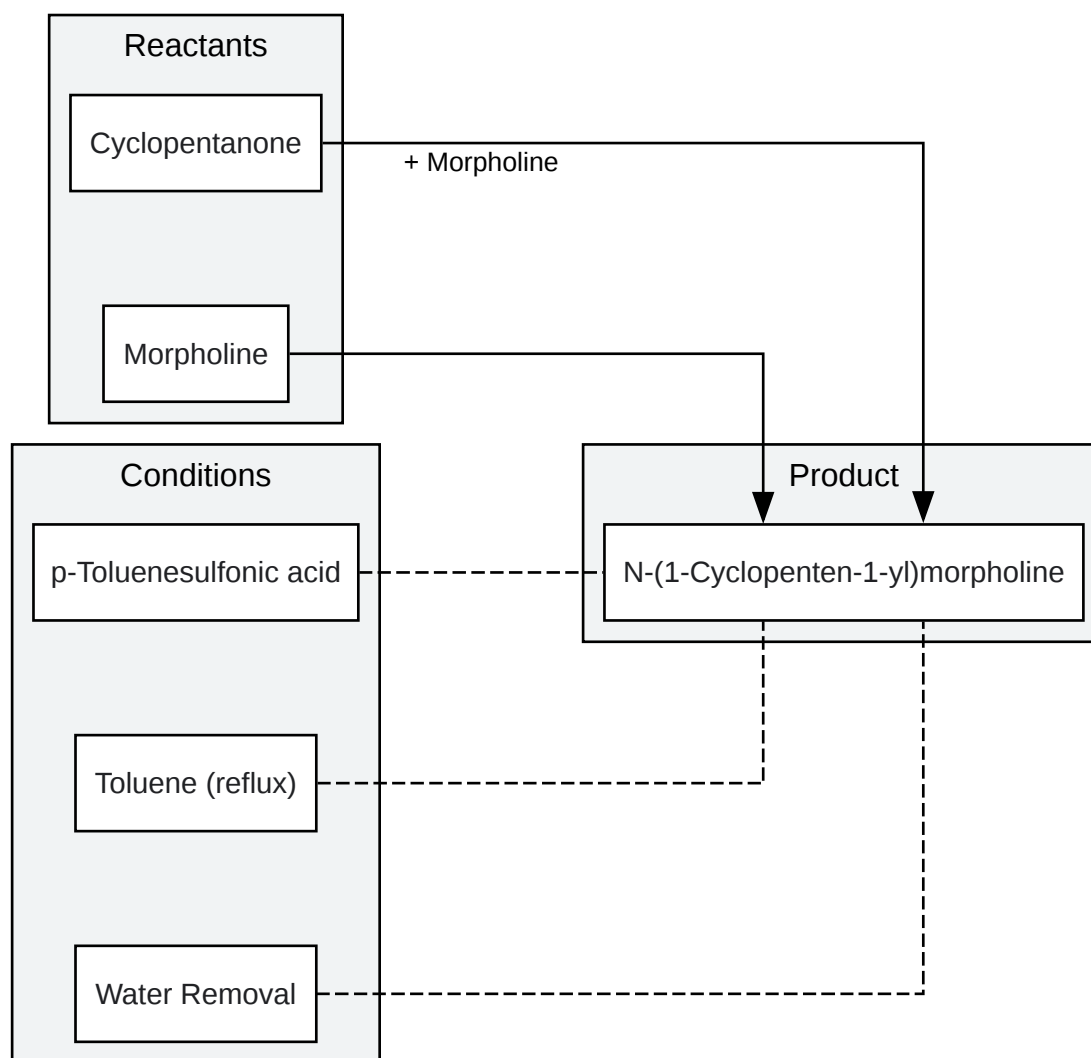 Reactants
Cyclopentanone
+ Morpholine
Morpholine
Conditions
Product
p-Toluenesulfonic acid
N-(1-Cyclopenten-1-yl)morpholine
Toluene (reflux)
Water Removal